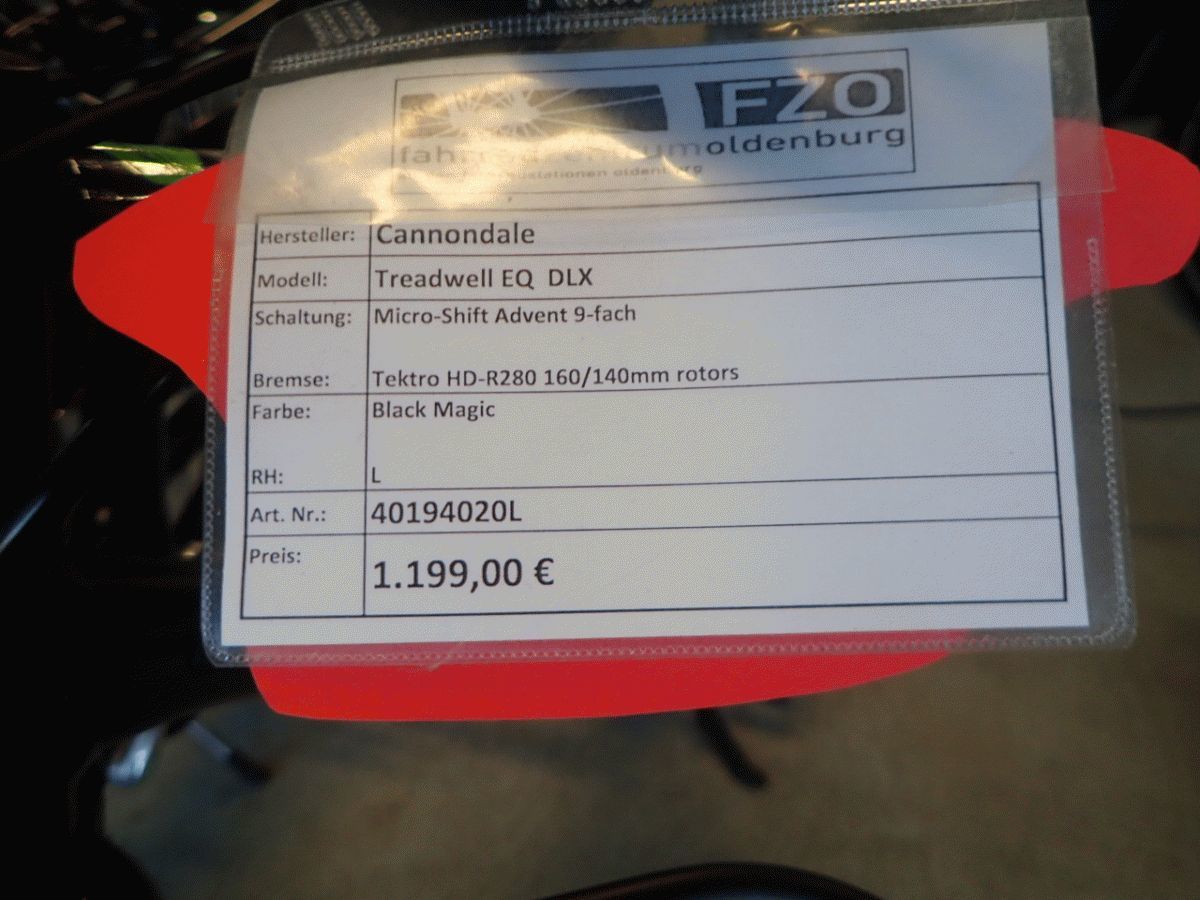 FZO
oldenburg
Hersteller: Cannondale
Modell: Treadwell EQ DLX
Schaltung: Micro-Shift Advent 9-fach
Bremse: Tektro HD-R280 160/140mm rotors
Farbe: Black Magic
RH: L
Art. Nr.: 40194020L
Preis: 1.199,00 €